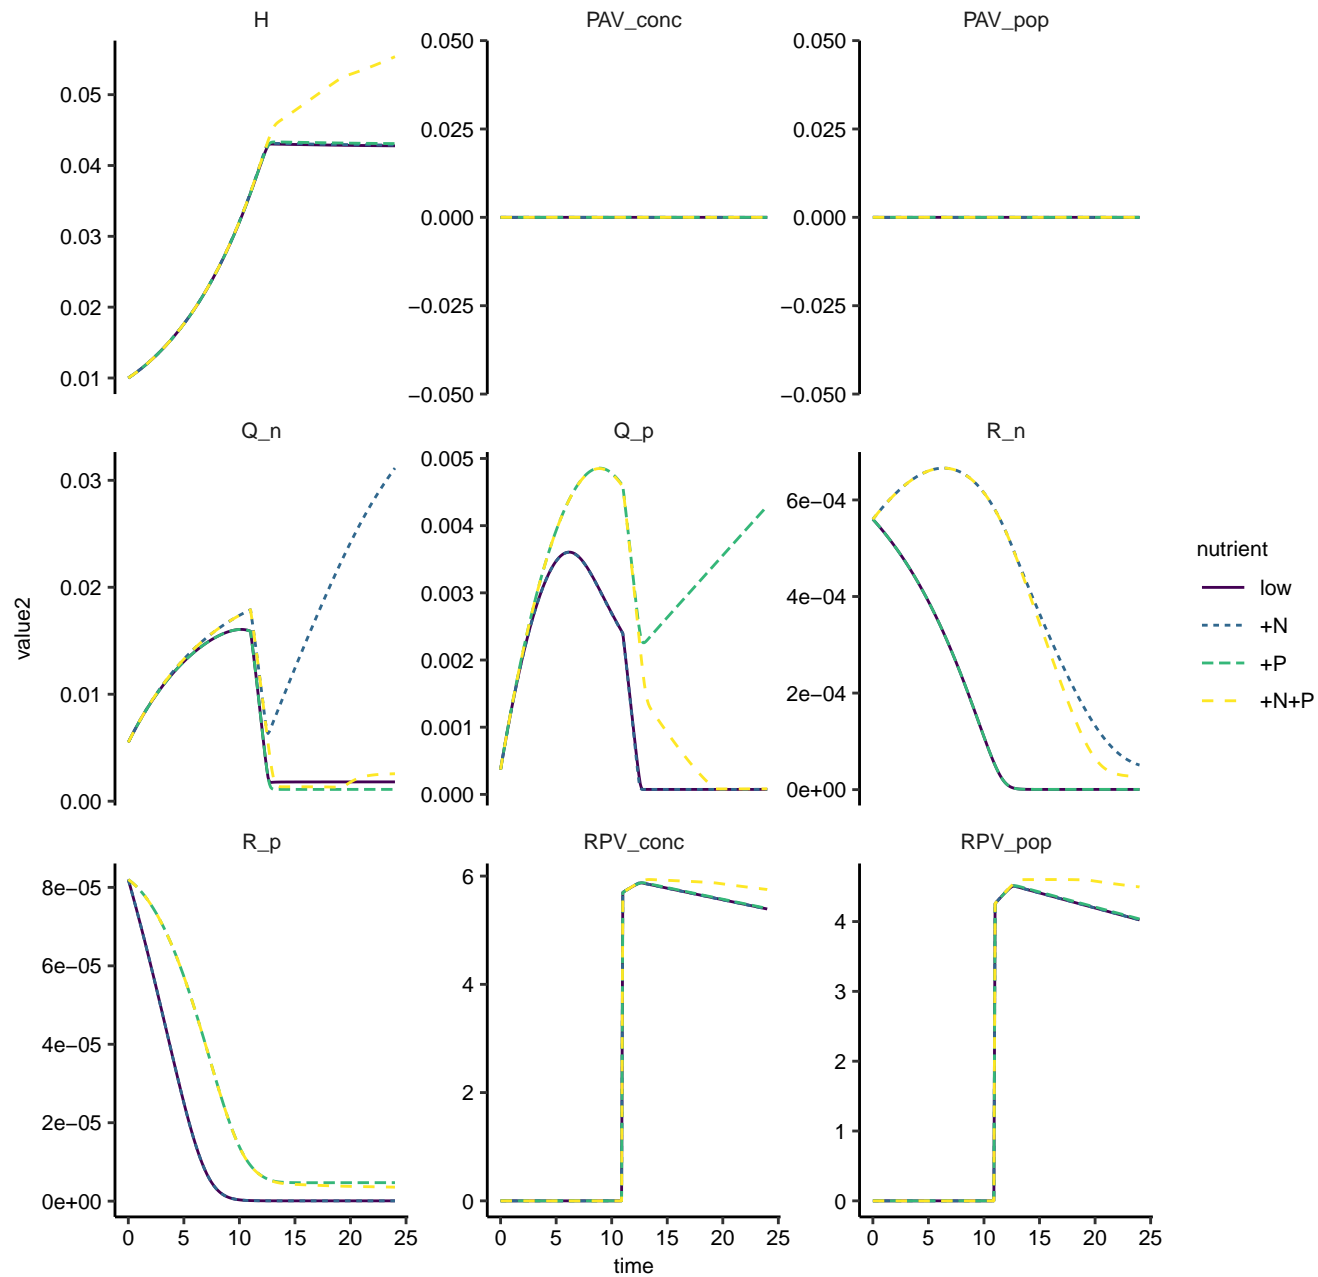 H
PAV_conc
PAV_pop
0.05
0.04
0.03
0.02
0.01
0.050
0.025
0.000
−0.025
−0.050
0.050
0.025
0.000
−0.025
−0.050
Q_n
Q_p
R_n
0.03
0.02
0.01
0.00
0.005
0.004
0.003
0.002
0.001
0.000
6e−04
4e−04
2e−04
0e+00
R_p
RPV_conc
RPV_pop
8e−05
6e−05
4e−05
2e−05
0e+00
6
4
2
0
4
3
2
1
0
0 5 10 15 20 25
0 5 10 15 20 25
0 5 10 15 20 25
time
value2
nutrient
low
+N
+P
+N+P